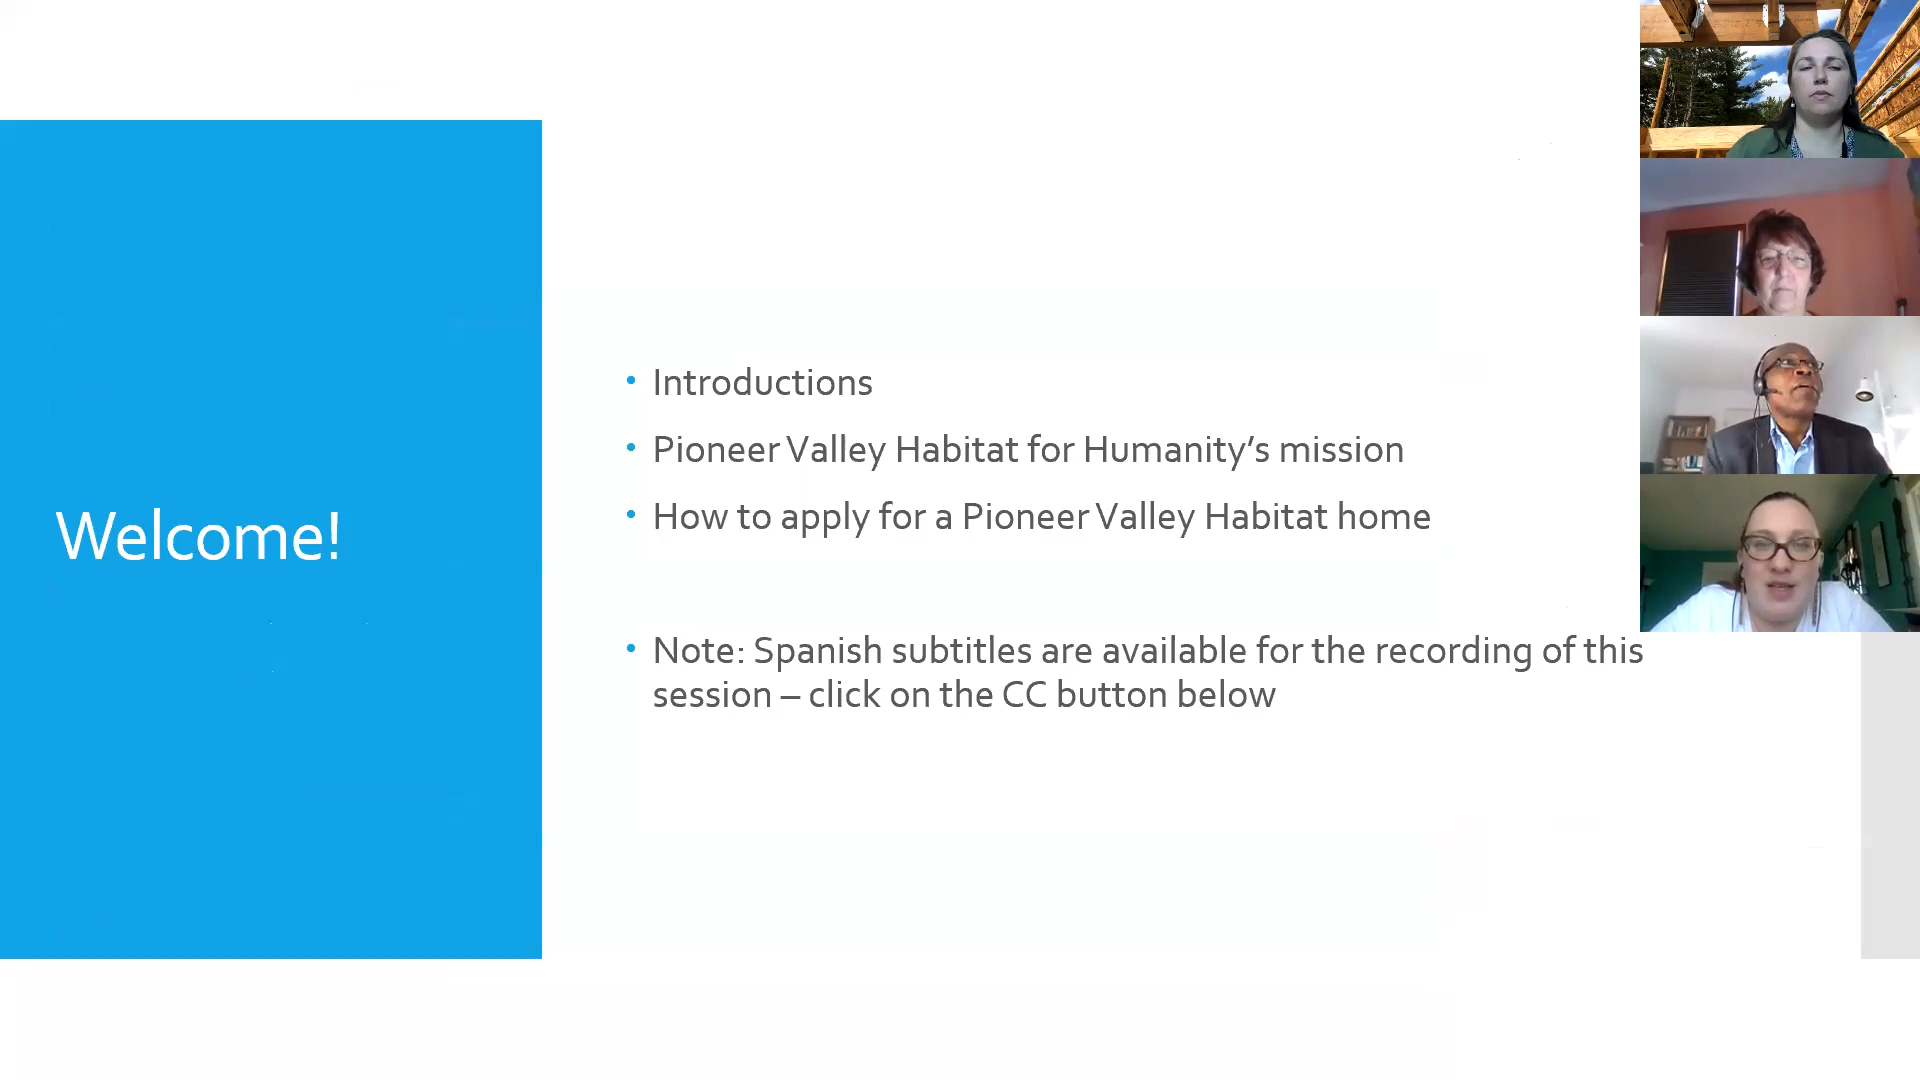 Welcome!
• Introductions
• Pioneer Valley Habitat for Humanity’s mission
• How to apply for a Pioneer Valley Habitat home
• Note: Spanish subtitles are available for the recording of this
session – click on the CC button below